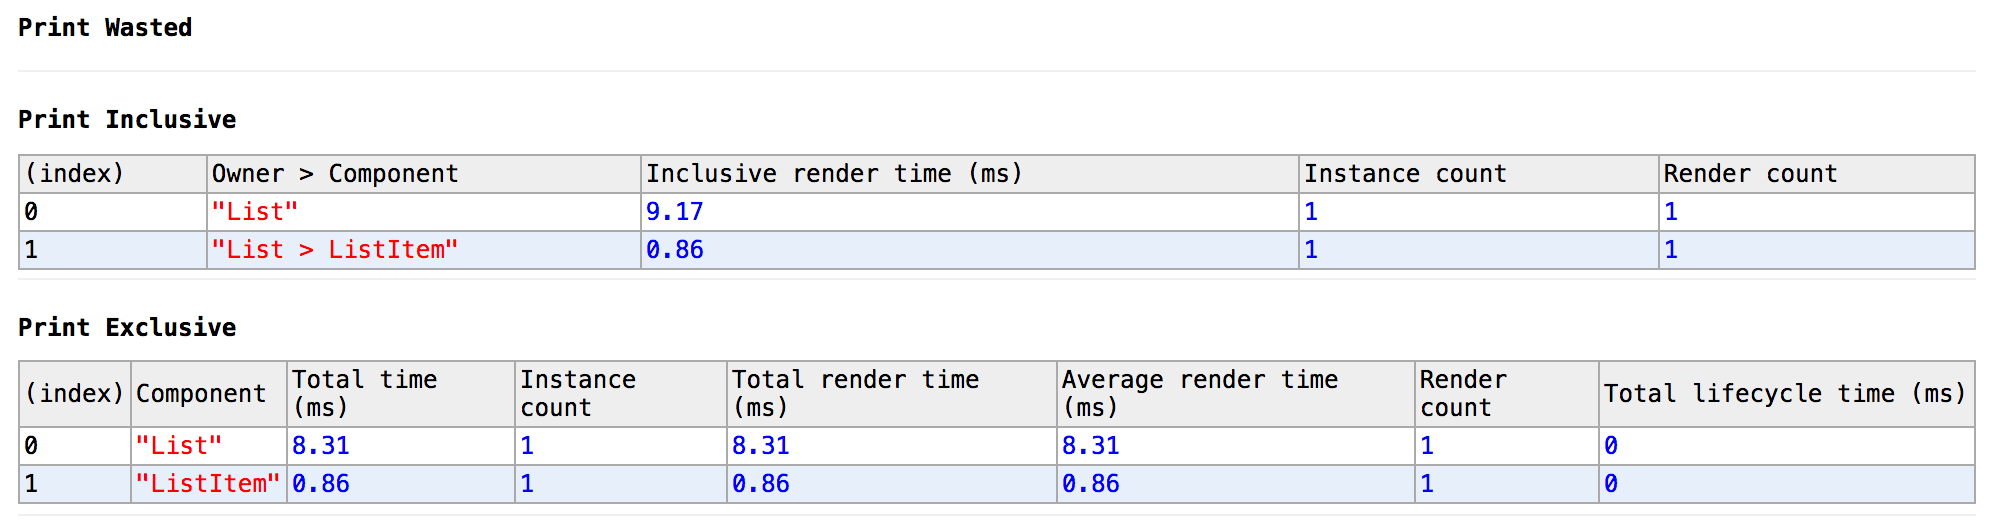 Print Wasted
Print Inclusive
(index) Owner > Component Inclusive render time (ms) Instance count Render count
0 "List" 9.17 1 1
1 "List > ListItem" 0.86 1 1
Print Exclusive
(index) Component Total time (ms) Instance count Total render time (ms) Average render time (ms) Render count Total lifecycle time (ms)
0 "List" 8.31 1 8.31 8.31 1 0
1 "ListItem" 0.86 1 0.86 0.86 1 0